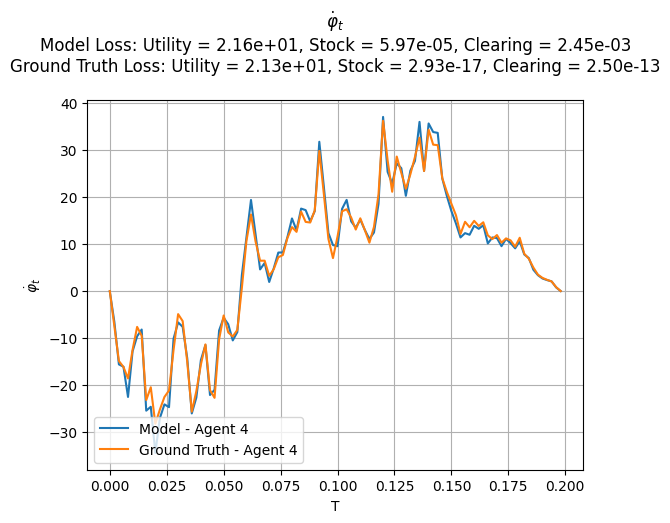 φ̇_t
Model Loss: Utility = 2.16e+01, Stock = 5.97e-05, Clearing = 2.45e-03
Ground Truth Loss: Utility = 2.13e+01, Stock = 2.93e-17, Clearing = 2.50e-13
40
30
20
10
0
−10
−20
−30
φ̇_t
Model - Agent 4
Ground Truth - Agent 4
0.000 0.025 0.050 0.075 0.100 0.125 0.150 0.175 0.200
T